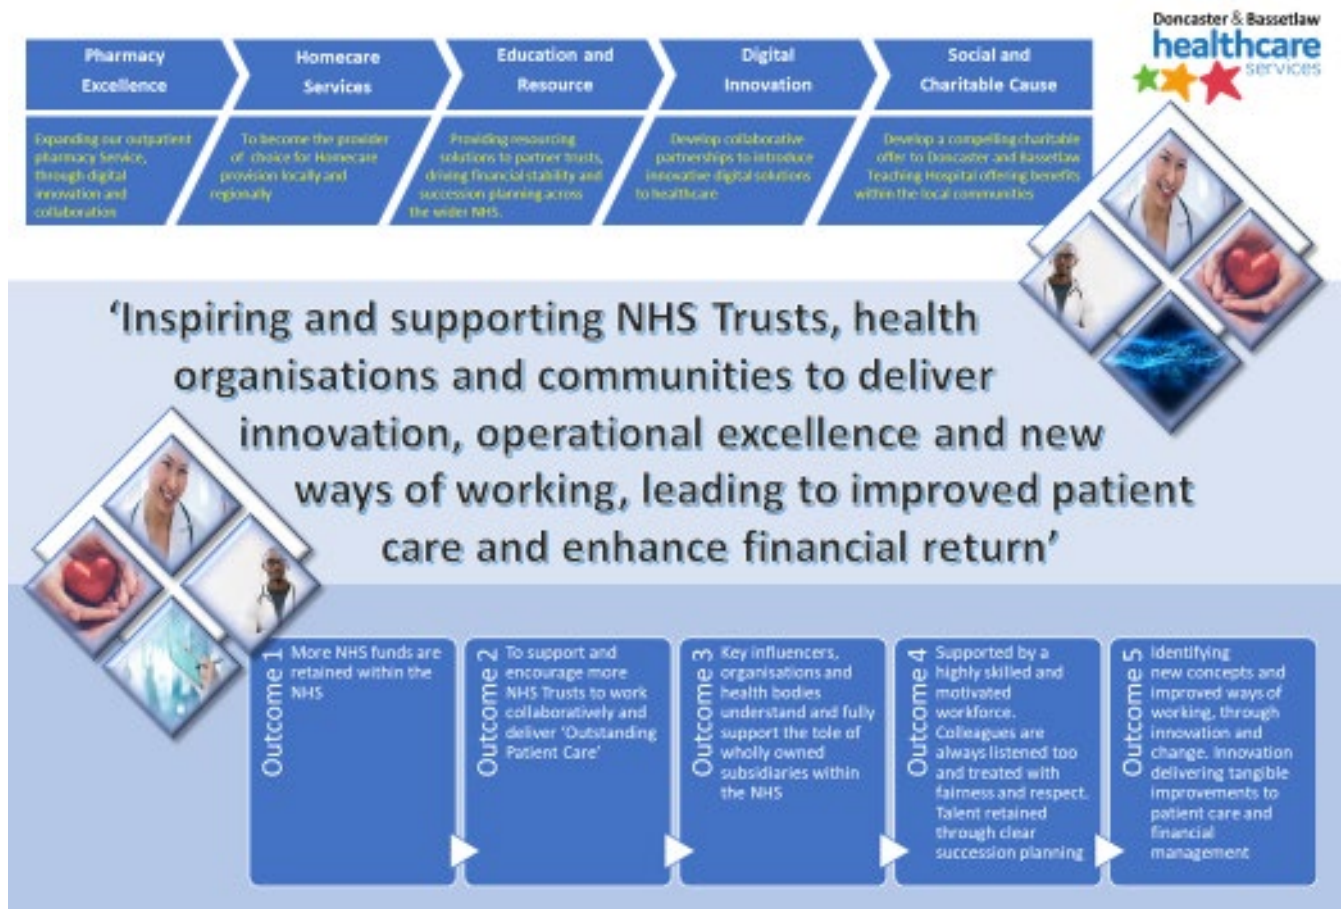 Doncaster & Bassetlaw
healthcare
services
Pharmacy
Excellence
Homecare
Services
Education and
Resource
Digital
Innovation
Social and
Charitable Cause
Expanding our outpatient
pharmacy Service,
through digital
innovation and
collaboration
To become the provider
of choice for Homecare
provision locally and
regionally
Providing resourcing
solutions to partner trusts,
driving financial stability and
succession planning across
the wider NHS.
Develop collaborative
partnerships to introduce
innovative digital solutions
to healthcare
Develop a compelling charitable
offer to Doncaster and Bassetlaw
Teaching Hospital offering benefits
within the local communities
‘Inspiring and supporting NHS Trusts, health
organisations and communities to deliver
innovation, operational excellence and new
ways of working, leading to improved patient
care and enhance financial return’
Outcome 1
More NHS funds are
retained within the
NHS
Outcome 2
To support and
encourage more
NHS Trusts to work
collaboratively and
deliver ‘Outstanding
Patient Care’
Outcome 3
Key influencers,
organisations and
health bodies
understand and fully
support the tole of
wholly owned
subsidiaries within
the NHS
Outcome 4
Supported by a
highly skilled and
motivated
workforce.
Colleagues are
always listened too
and treated with
fairness and respect.
Talent retained
through clear
succession planning
Outcome 5
Identifying
new concepts and
improved ways of
working, through
innovation and
change. Innovation
delivering tangible
improvements to
patient care and
financial
management